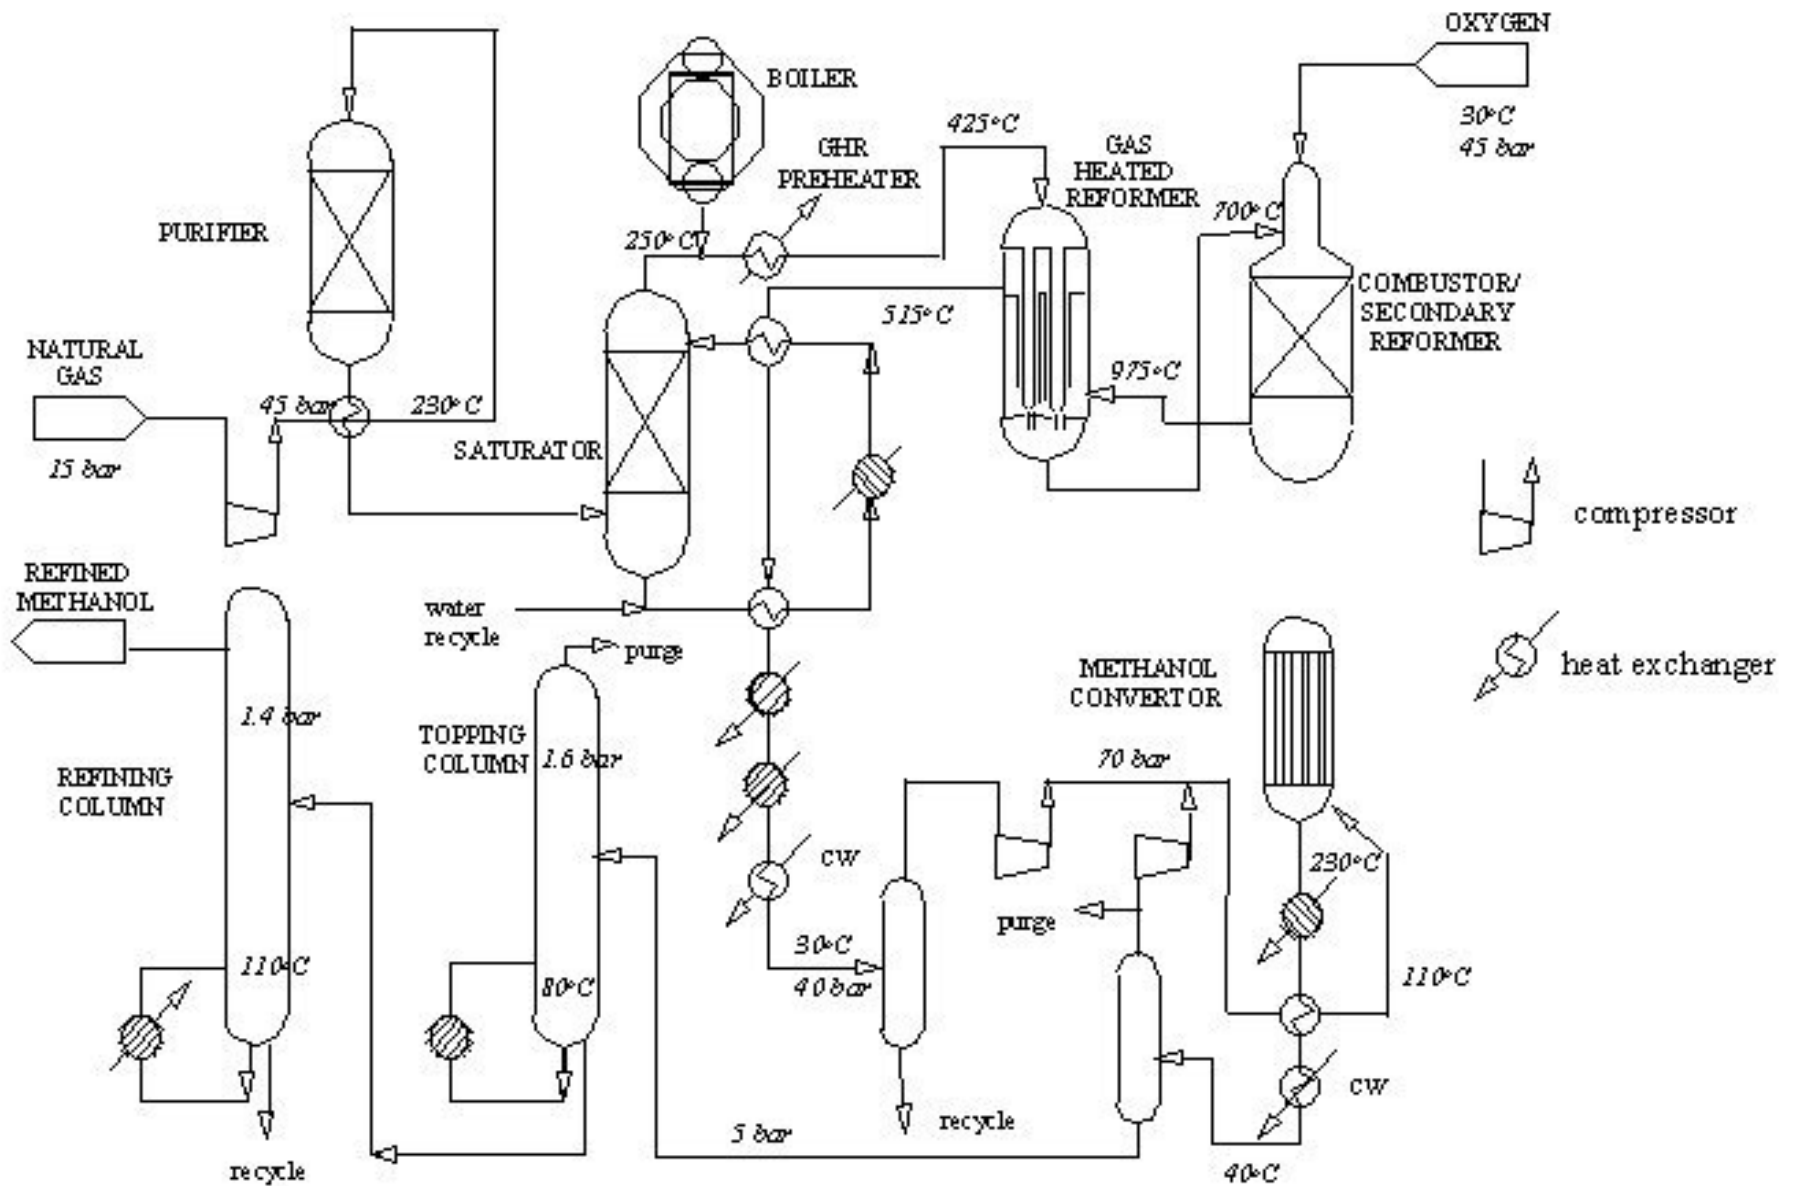 OXYGEN
30°C
45 bar
BOILER
425°C
GAS
HEATED
REFORMER
GHR
PREHEATER
700°C
PURIFIER
250°C
COMBUSTOR/
SECONDARY
REFORMER
515°C
NATURAL
GAS
975°C
45 bar
230°C
15 bar
SATURATOR
compressor
REFINED
METHANOL
water
recycle
purge
heat exchanger
METHANOL
CONVERTOR
1.4 bar
TOPPING
COLUMN
1.6 bar
70 bar
REFINING
COLUMN
CW
230°C
purge
30°C
40 bar
110°C
80°C
110°C
CW
recycle
5 bar
40°C
recycle